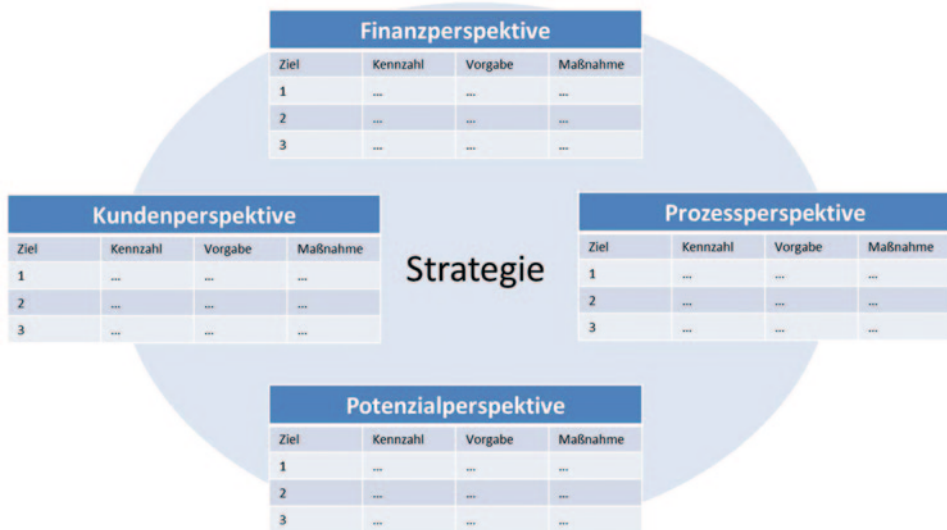 Finanzperspektive
Ziel Kennzahl Vorgabe Maßnahme
1 ... ... ...
2 ... ... ...
3 ... ... ...
Kundenperspektive
Ziel Kennzahl Vorgabe Maßnahme
1 ... ... ...
2 ... ... ...
3 ... ... ...
Strategie
Prozessperspektive
Ziel Kennzahl Vorgabe Maßnahme
1 ... ... ...
2 ... ... ...
3 ... ... ...
Potenzialperspektive
Ziel Kennzahl Vorgabe Maßnahme
1 ... ... ...
2 ... ... ...
3 ... ... ...